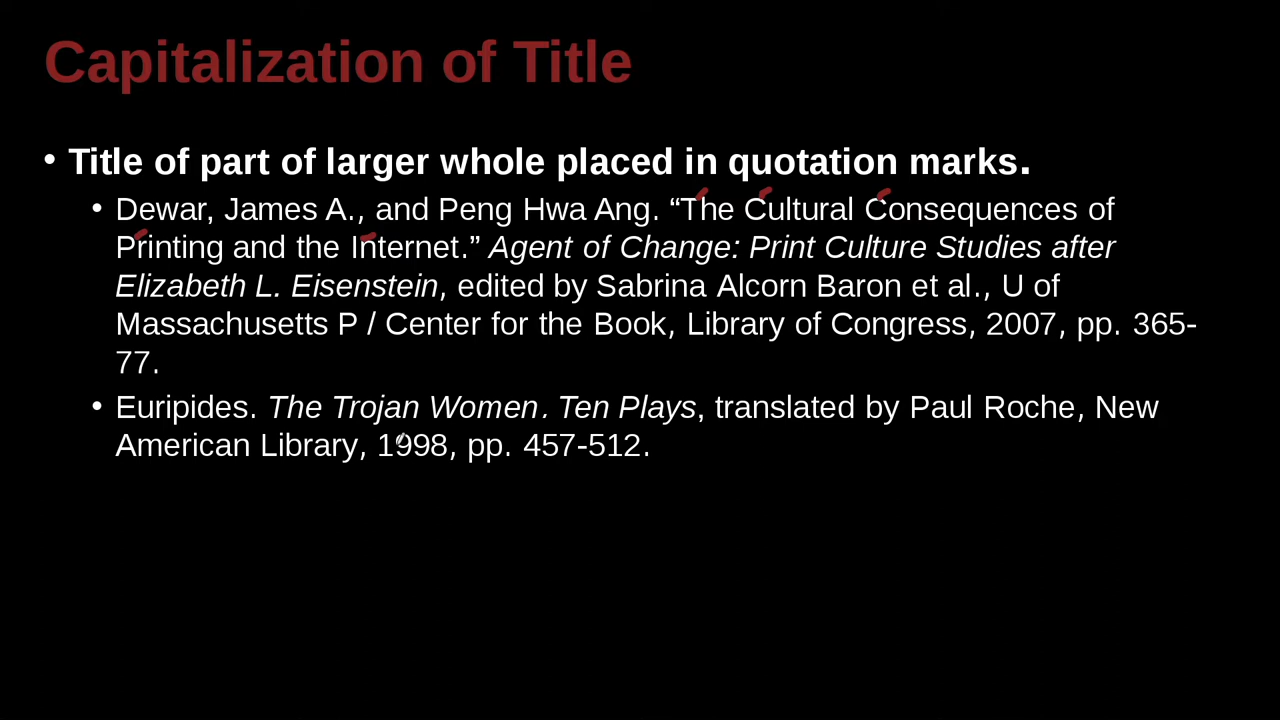 Capitalization of Title
• Title of part of larger whole placed in quotation marks.
• Dewar, James A., and Peng Hwa Ang. “The Cultural Consequences of
Printing and the Internet.” Agent of Change: Print Culture Studies after
Elizabeth L. Eisenstein, edited by Sabrina Alcorn Baron et al., U of
Massachusetts P / Center for the Book, Library of Congress, 2007, pp. 365-
77.
• Euripides. The Trojan Women. Ten Plays, translated by Paul Roche, New
American Library, 1998, pp. 457-512.